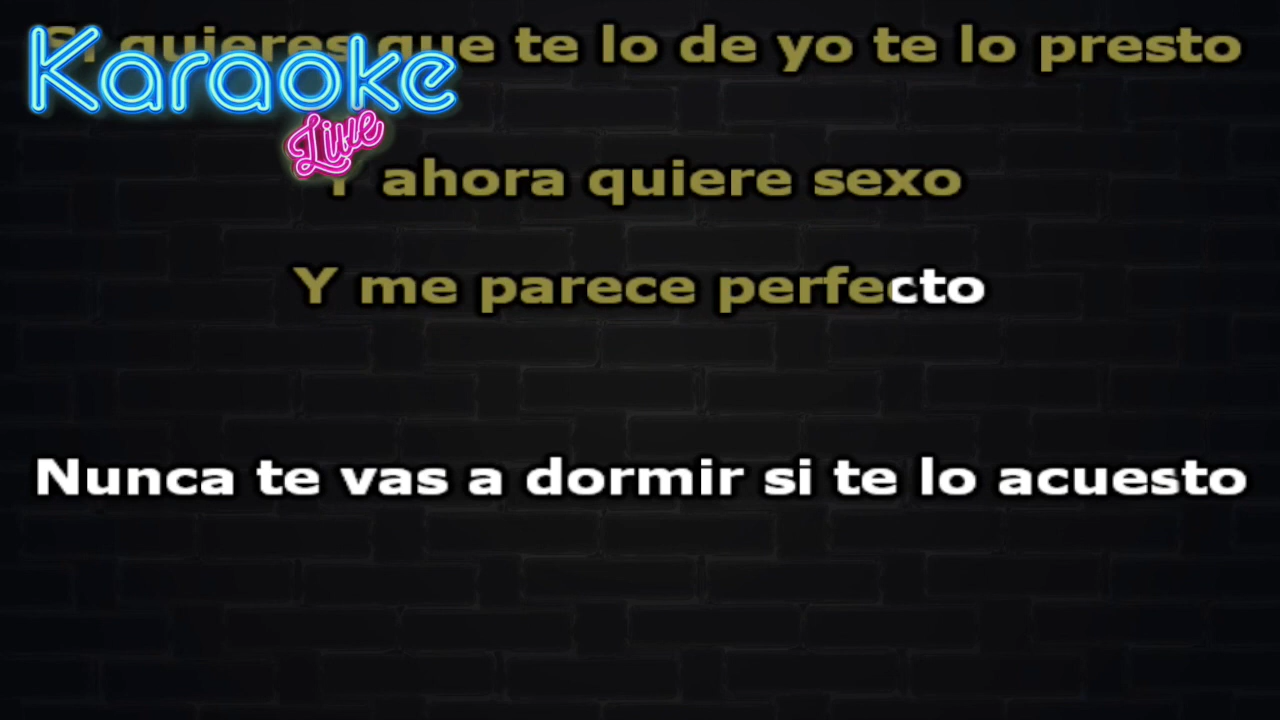 Si quieres que te lo de yo te lo presto
Karaoke
Live
Y ahora quiere sexo
Y me parece perfecto
Nunca te vas a dormir si te lo acuesto